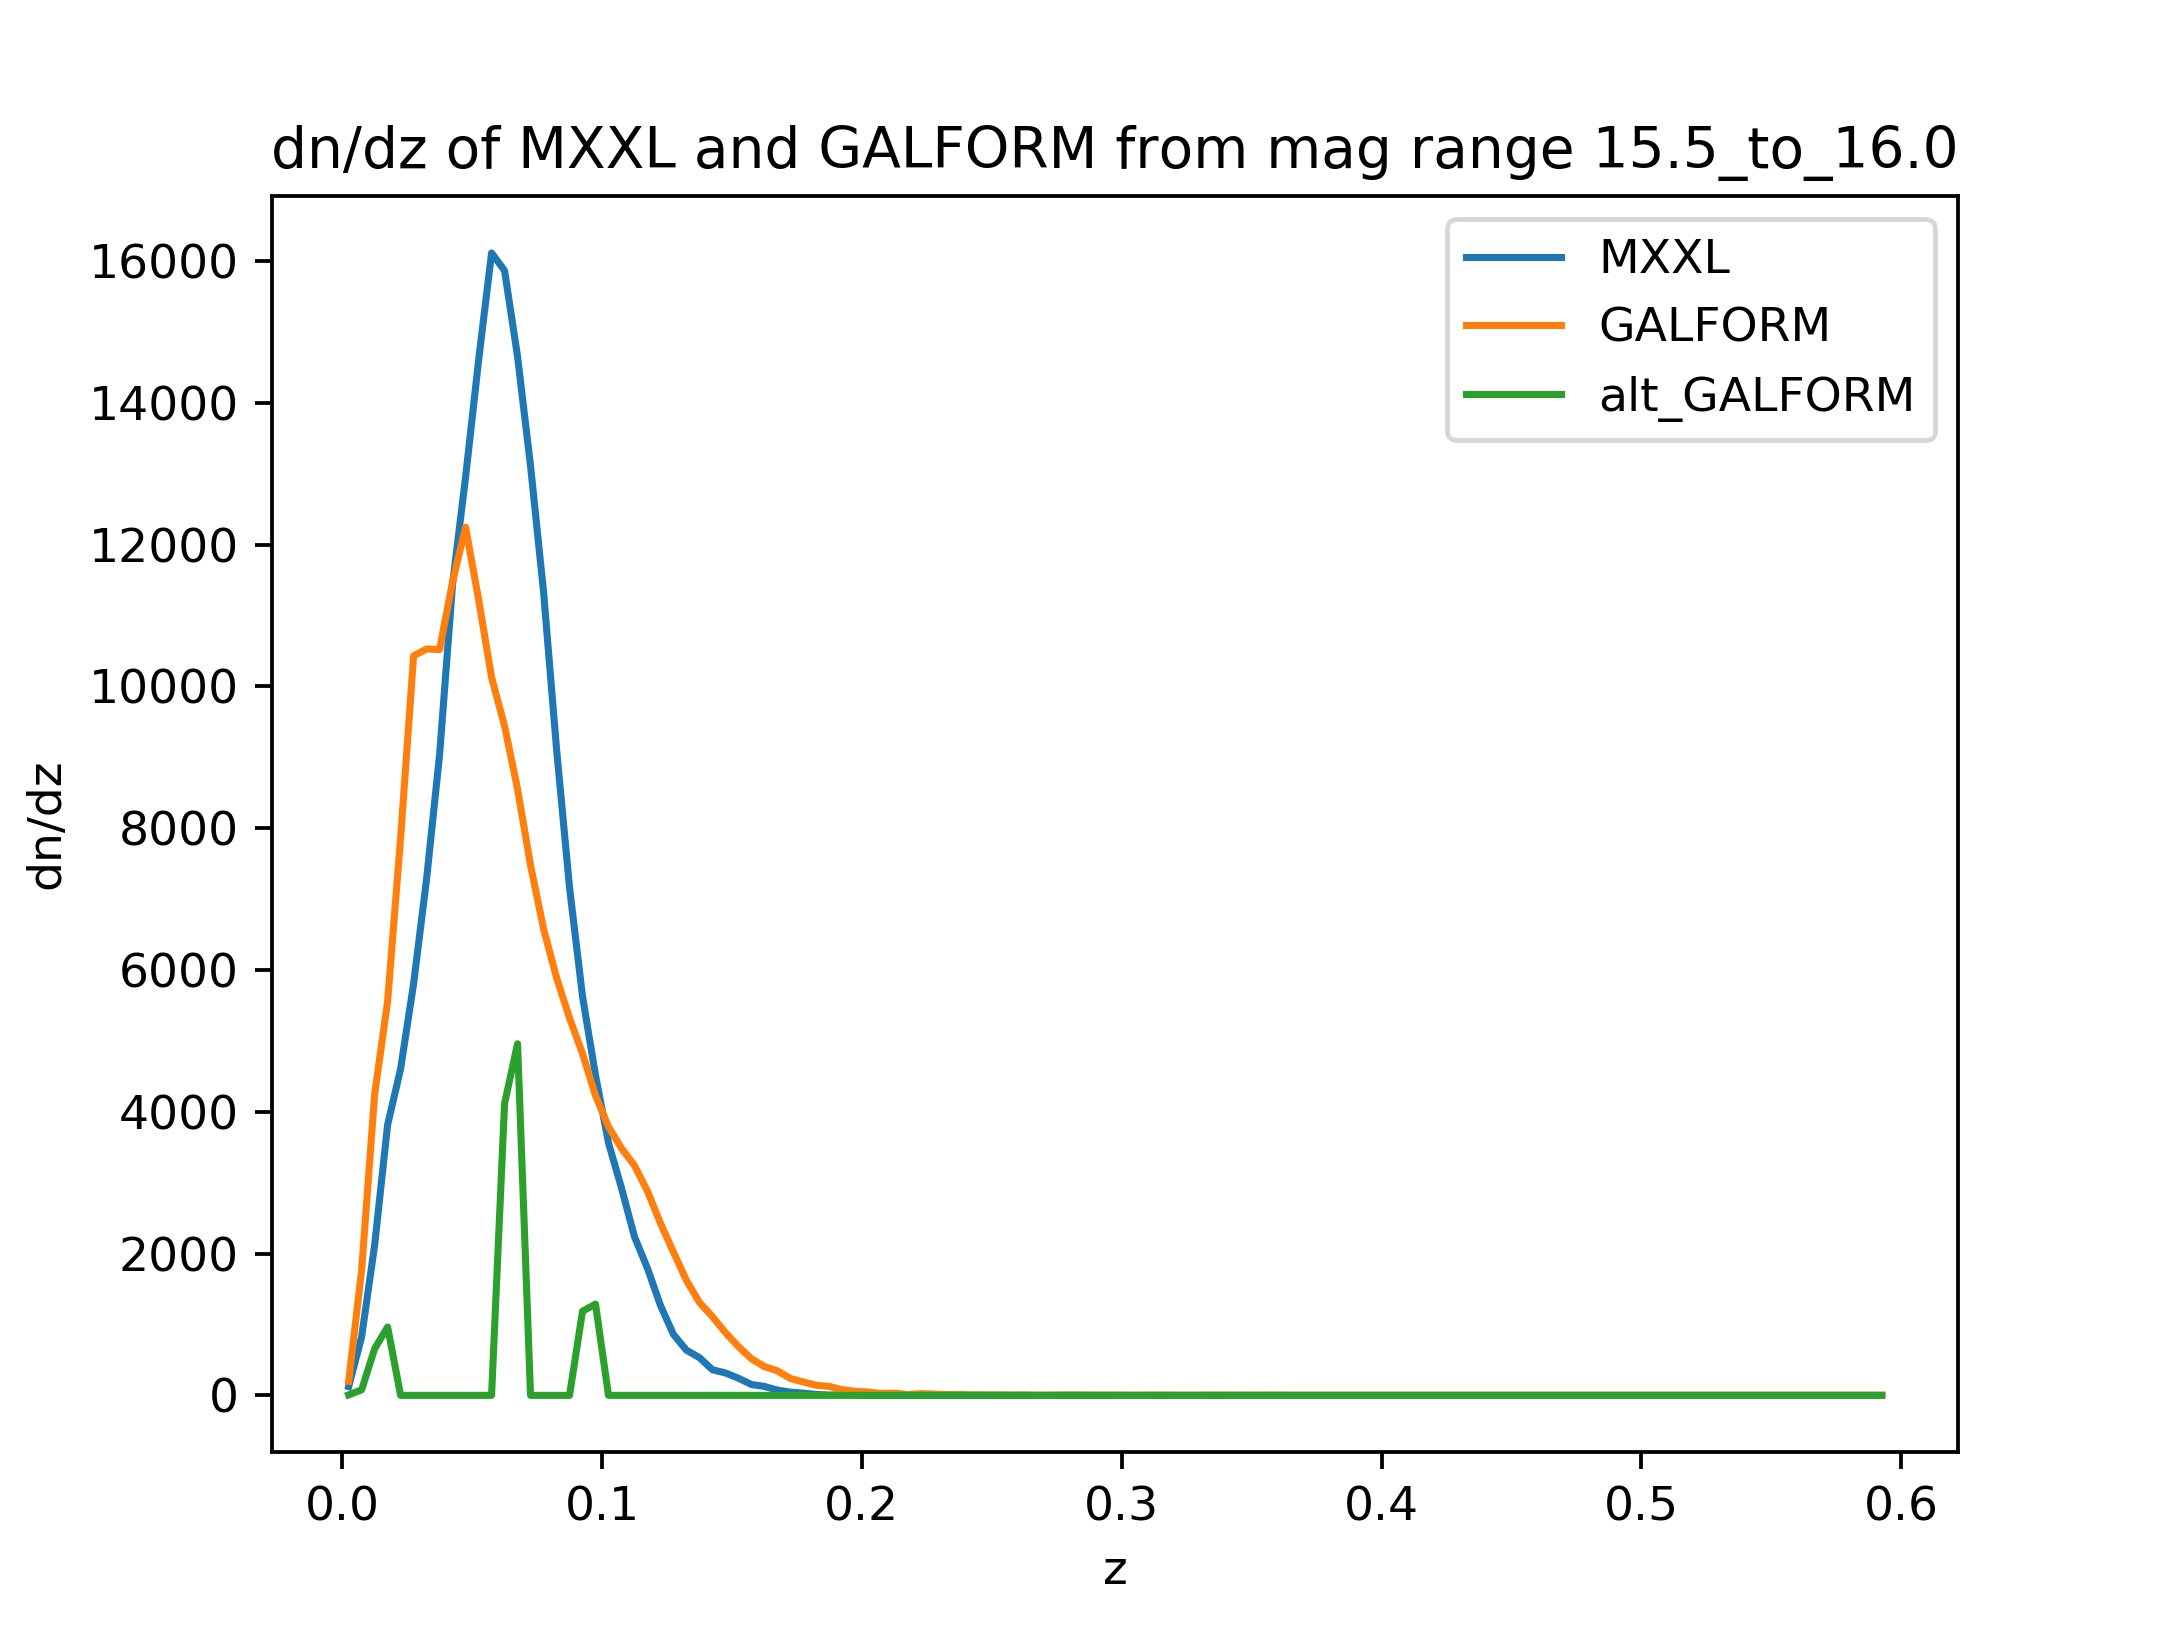 dn/dz of MXXL and GALFORM from mag range 15.5_to_16.0
MXXL
GALFORM
alt_GALFORM
16000
14000
12000
10000
8000
6000
4000
2000
0
dn/dz
0.0 0.1 0.2 0.3 0.4 0.5 0.6
z